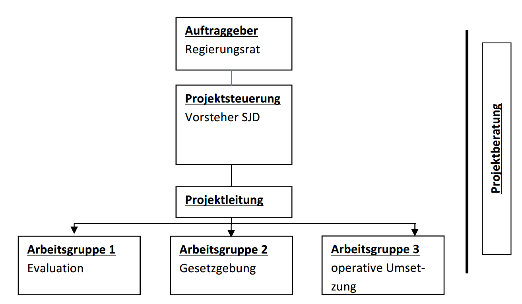 Auftraggeber
Regierungsrat
Projektsteuerung
Vorsteher SJD
Projektleitung
Arbeitsgruppe 1
Evaluation
Arbeitsgruppe 2
Gesetzgebung
Arbeitsgruppe 3
operative Umset-
zung
Projektberatung